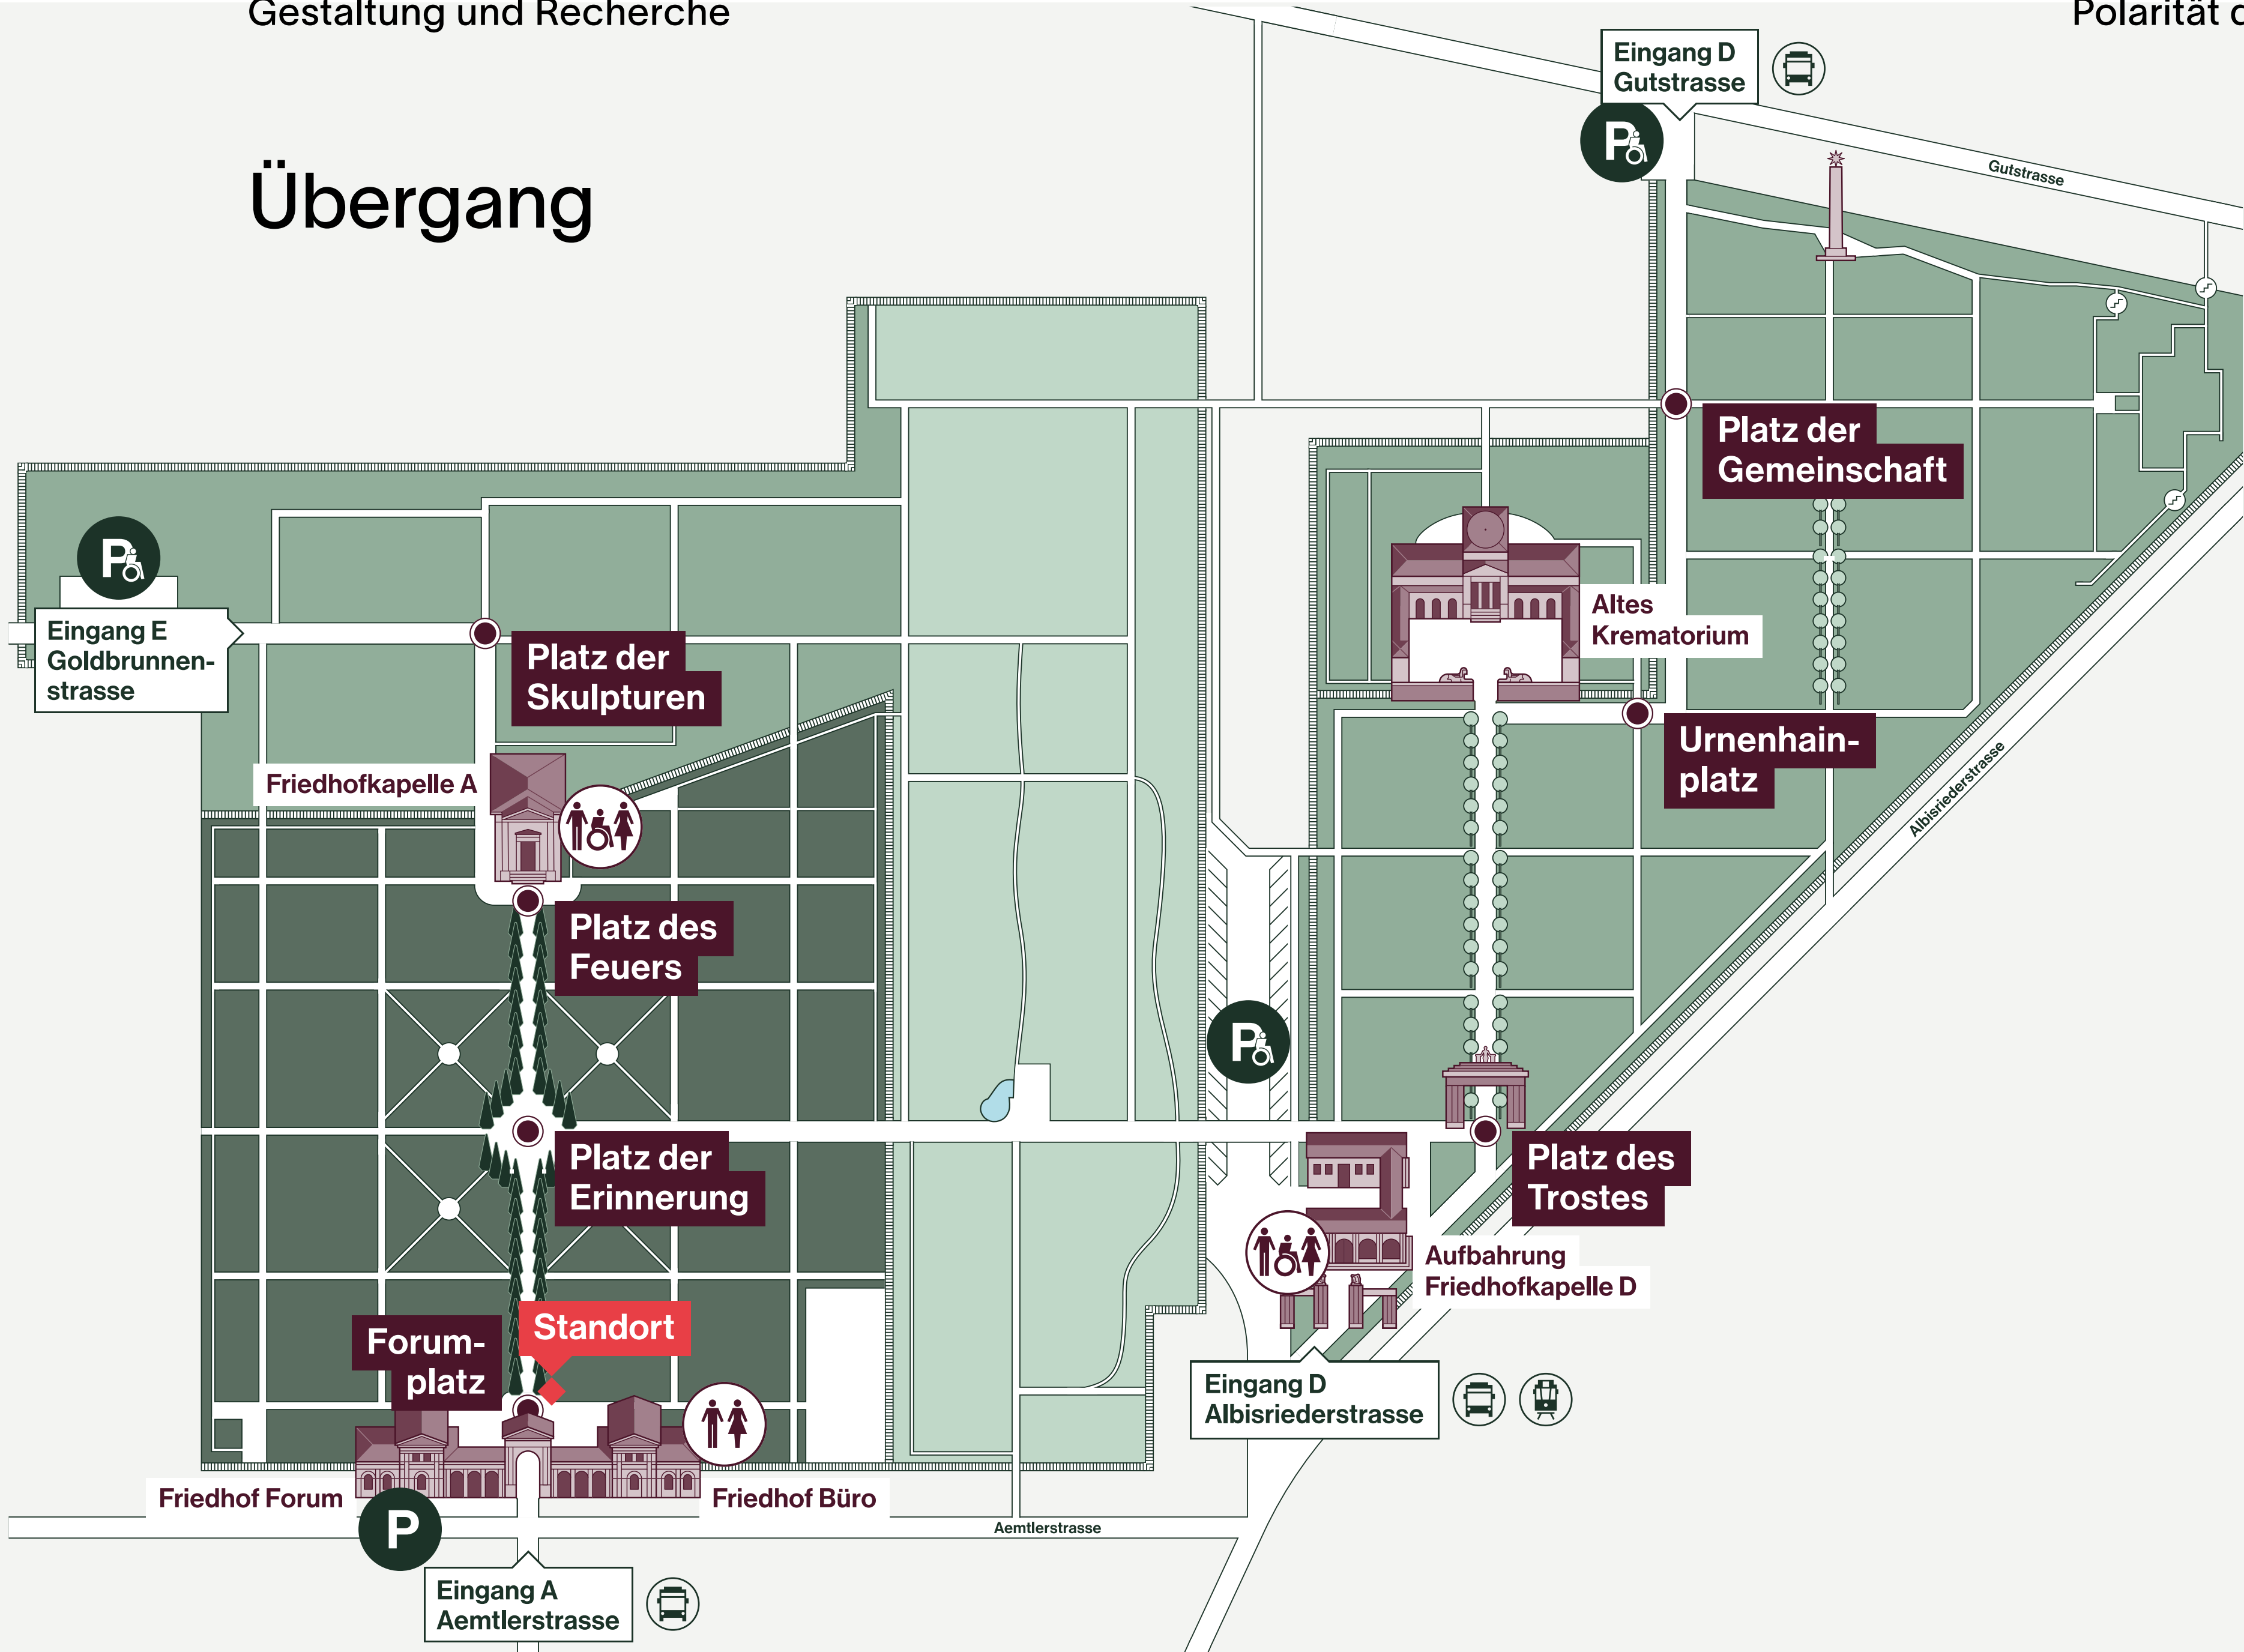 Gestaltung und Recherche
Polarität
Übergang
Eingang D
Gutstrasse
P
Gutstrasse
Platz der
Gemeinschaft
P
Eingang E
Goldbrunnen-
strasse
Platz der
Skulpturen
Altes
Krematorium
Urnenhain-
platz
Albisriederstrasse
Friedhofkapelle A
Platz des
Feuers
P
Platz der
Erinnerung
Platz des
Trostes
Aufbahrung
Friedhofkapelle D
Forum-
platz
Standort
Eingang D
Albisriederstrasse
Friedhof Forum
Friedhof Büro
P
Aemtlerstrasse
Eingang A
Aemtlerstrasse